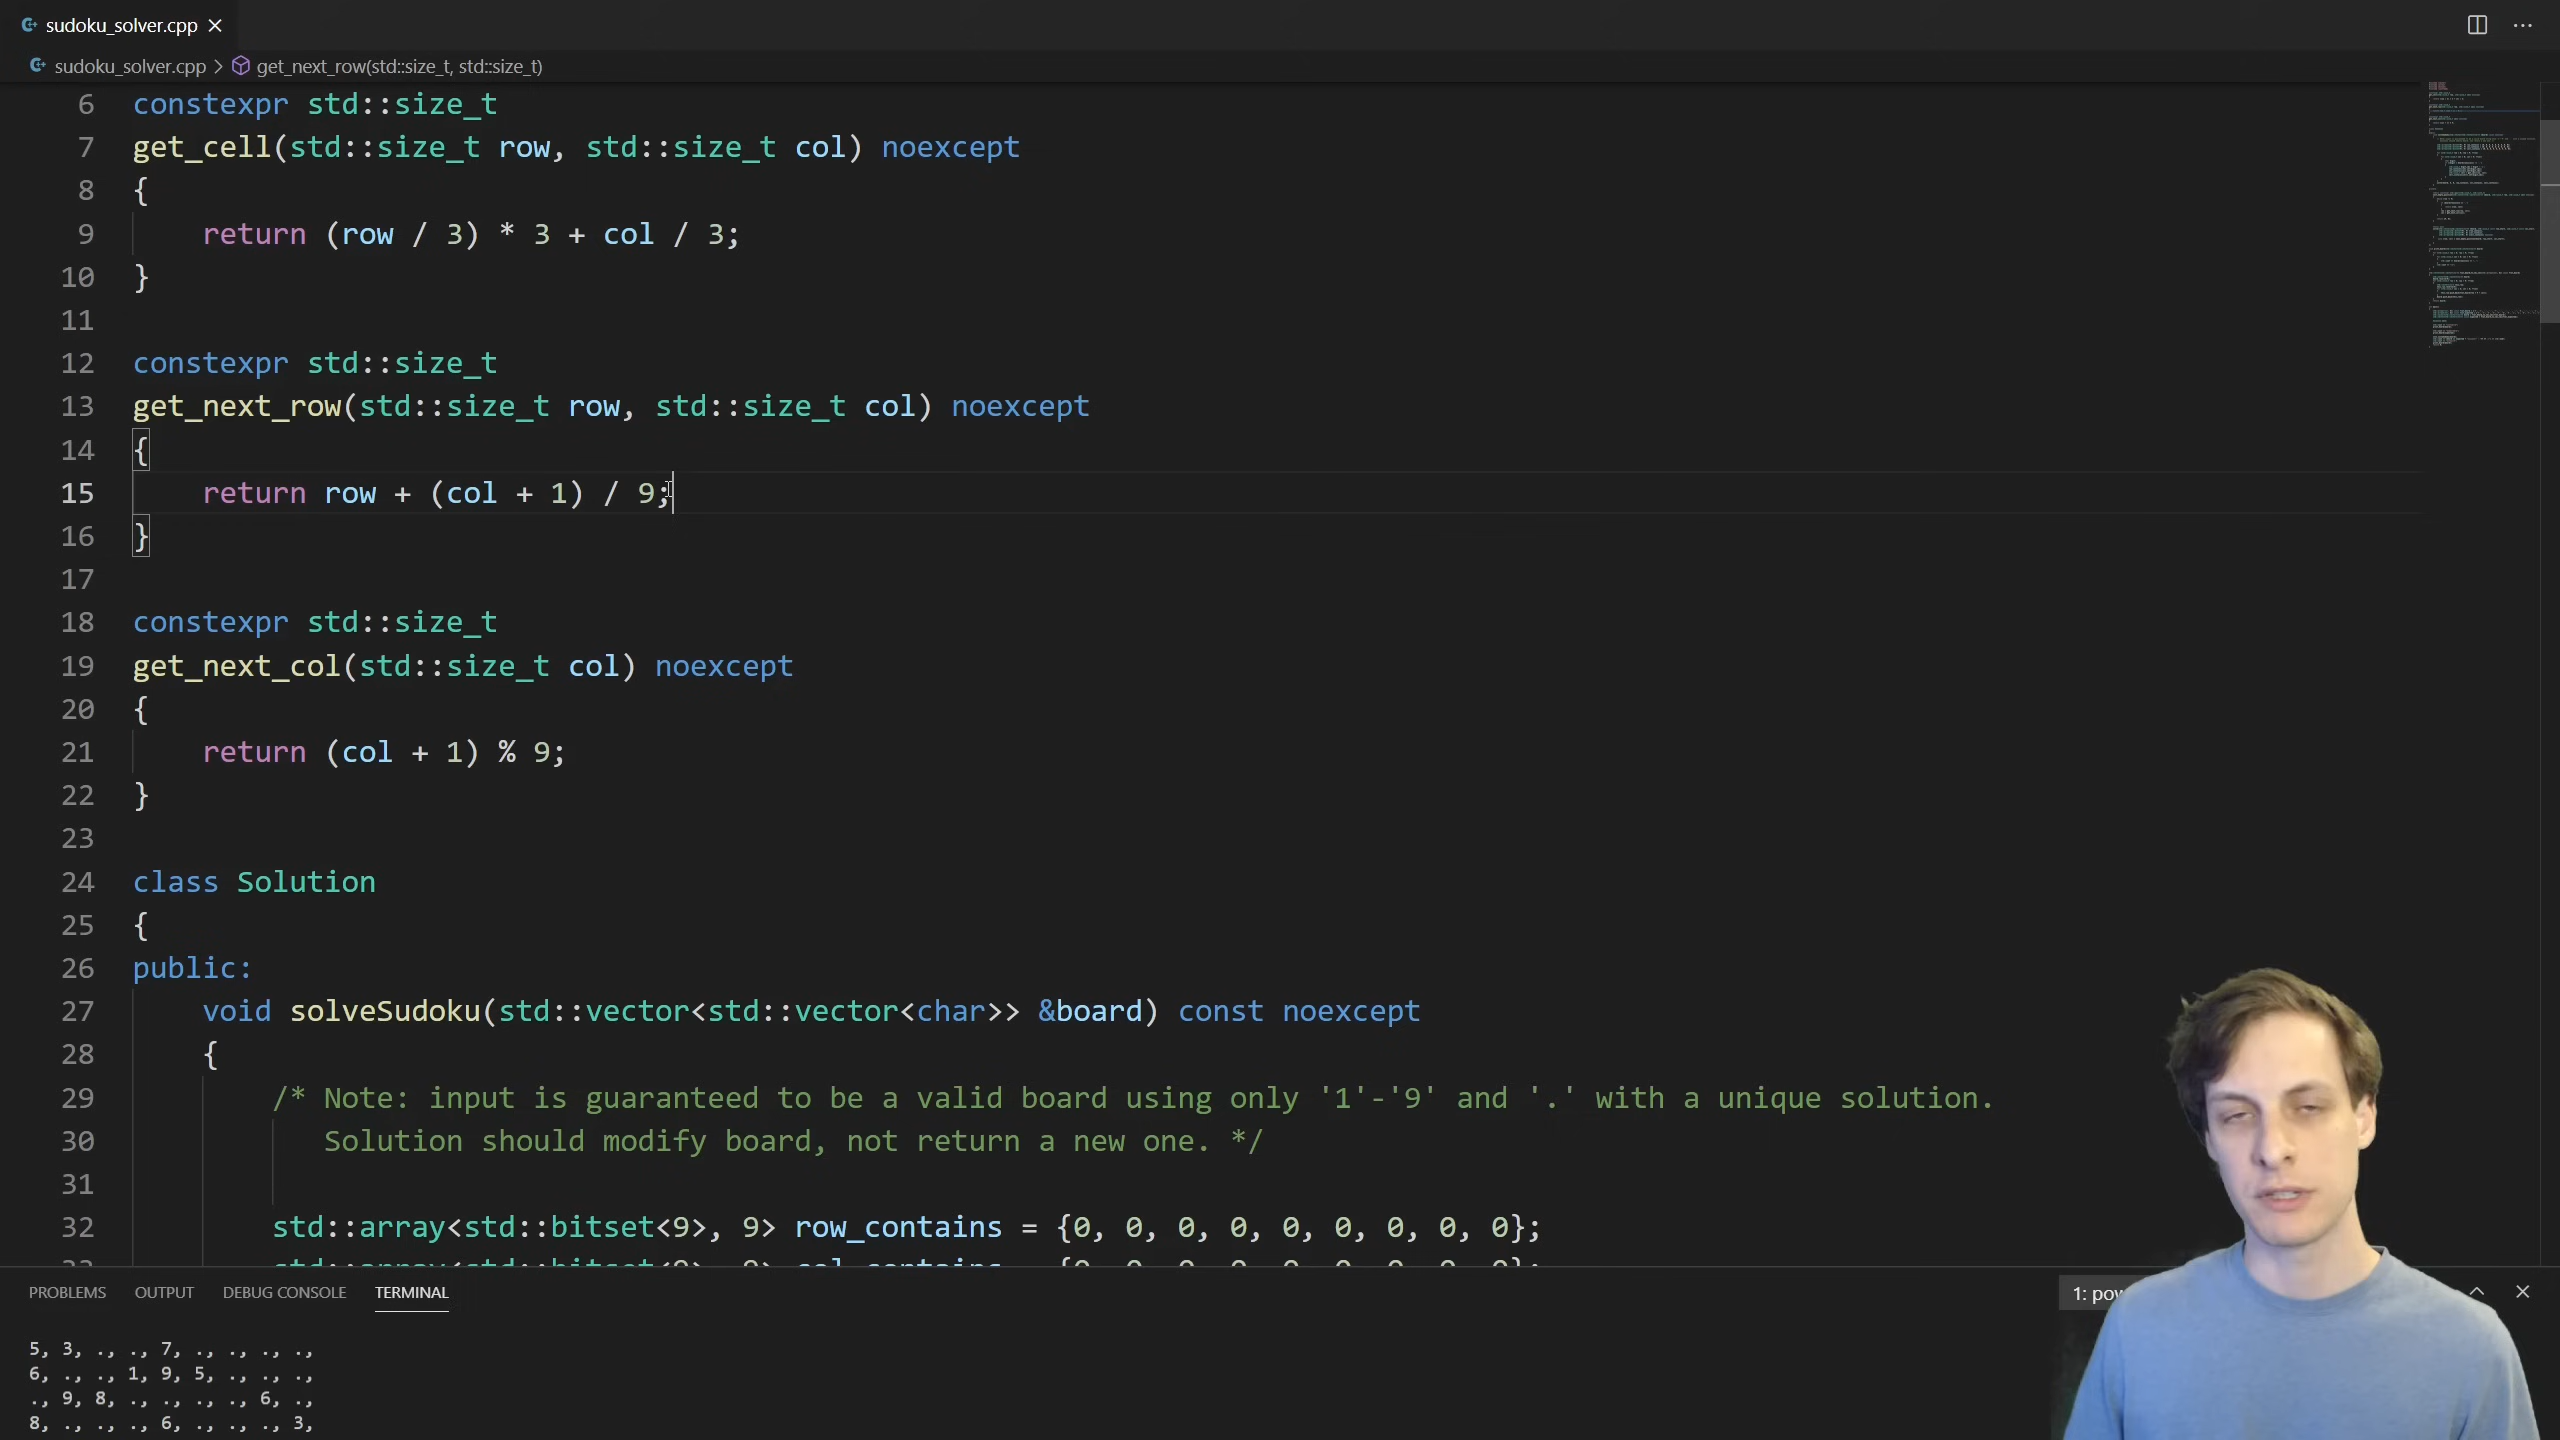 sudoku_solver.cpp
sudoku_solver.cpp > get_next_row(std::size_t, std::size_t)
6 constexpr std::size_t
7 get_cell(std::size_t row, std::size_t col) noexcept
8 {
9 return (row / 3) * 3 + col / 3;
10 }
11
12 constexpr std::size_t
13 get_next_row(std::size_t row, std::size_t col) noexcept
14 {
15 return row + (col + 1) / 9;
16 }
17
18 constexpr std::size_t
19 get_next_col(std::size_t col) noexcept
20 {
21 return (col + 1) % 9;
22 }
23
24 class Solution
25 {
26 public:
27 void solveSudoku(std::vector<std::vector<char>> &board) const noexcept
28 {
29 /* Note: input is guaranteed to be a valid board using only '1'-'9' and '.' with a unique solution.
30 Solution should modify board, not return a new one. */
31
32 std::array<std::bitset<9>, 9> row_contains = {0, 0, 0, 0, 0, 0, 0, 0, 0};
PROBLEMS OUTPUT DEBUG CONSOLE TERMINAL
1: pow
5, 3, ., ., 7, ., ., ., .,
6, ., ., 1, 9, 5, ., ., .,
., 9, 8, ., ., ., ., 6, .,
8, ., ., ., 6, ., ., ., 3,